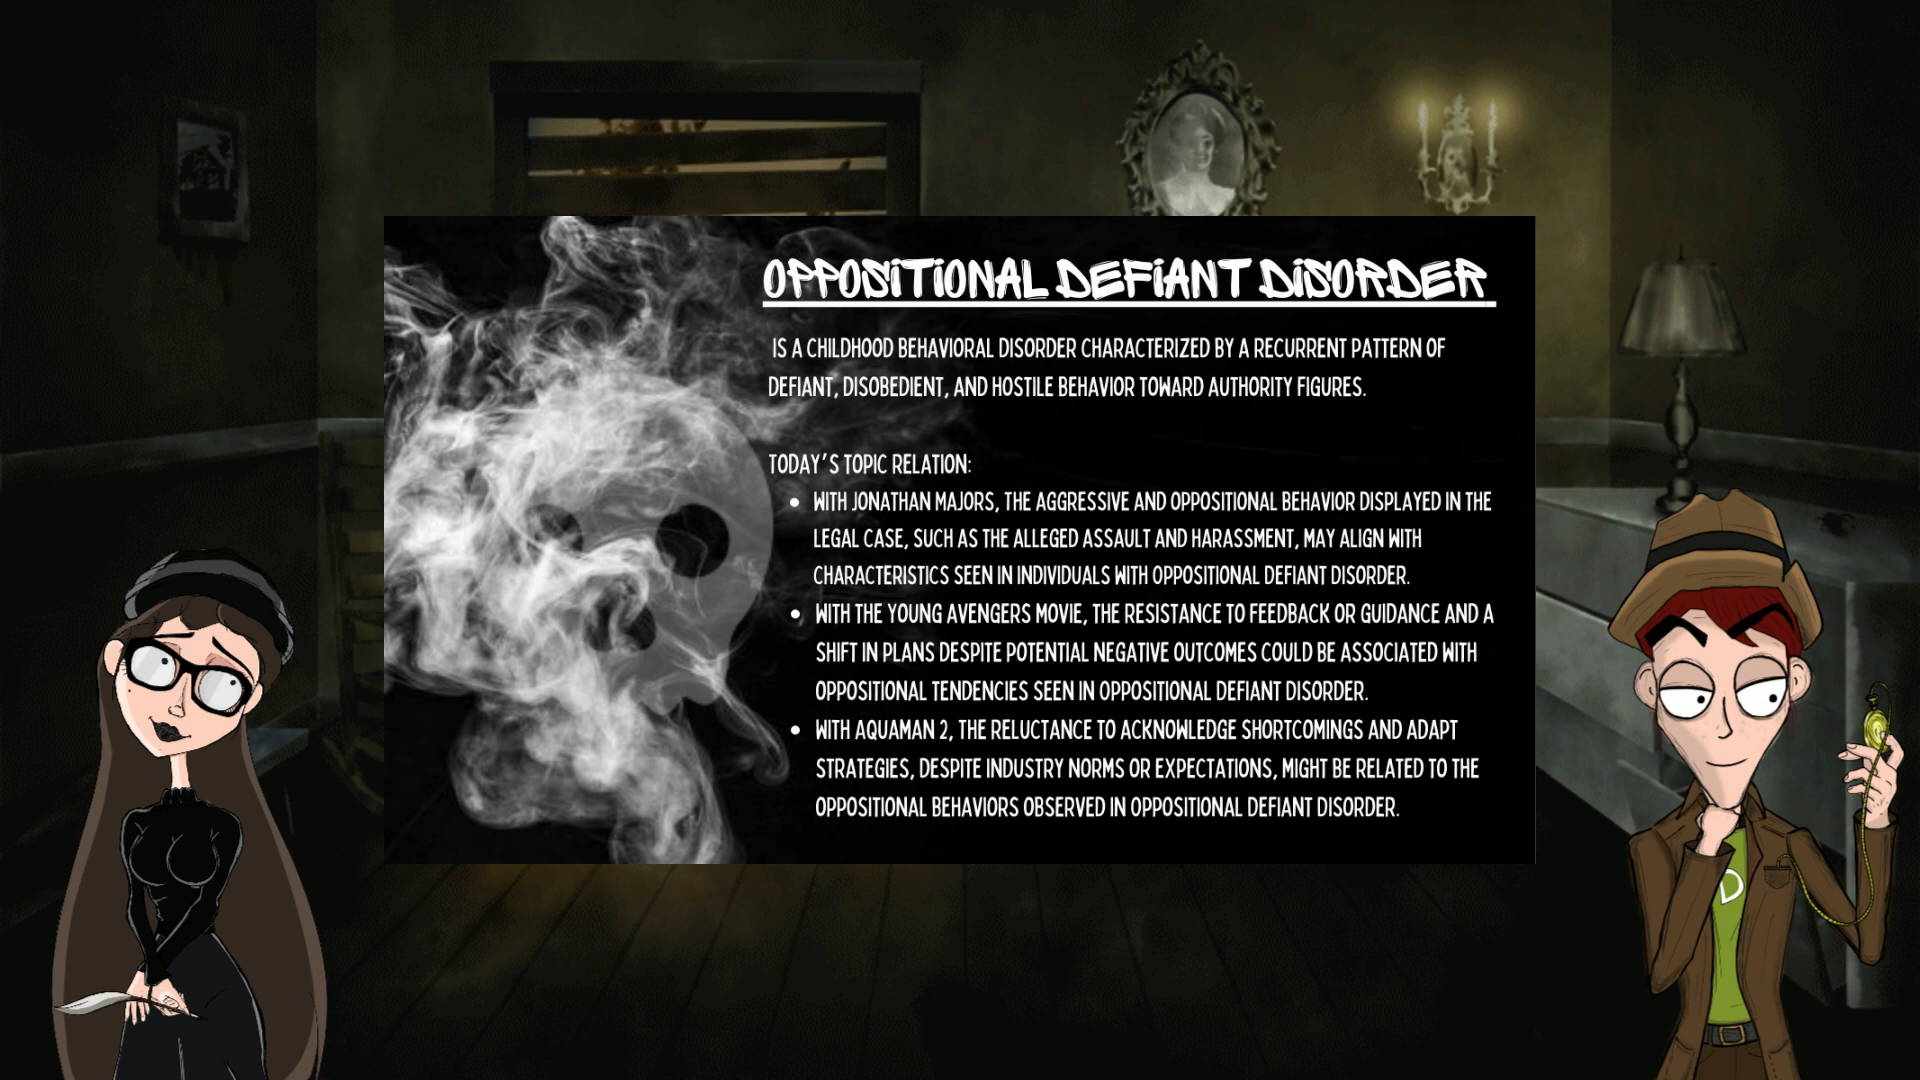 OPPOSITIONAL DEFIANT DISORDER
IS A CHILDHOOD BEHAVIORAL DISORDER CHARACTERIZED BY A RECURRENT PATTERN OF
DEFIANT, DISOBEDIENT, AND HOSTILE BEHAVIOR TOWARD AUTHORITY FIGURES.
TODAY'S TOPIC RELATION:
• WITH JONATHAN MAJORS, THE AGGRESSIVE AND OPPOSITIONAL BEHAVIOR DISPLAYED IN THE
LEGAL CASE, SUCH AS THE ALLEGED ASSAULT AND HARASSMENT, MAY ALIGN WITH
CHARACTERISTICS SEEN IN INDIVIDUALS WITH OPPOSITIONAL DEFIANT DISORDER.
• WITH THE YOUNG AVENGERS MOVIE, THE RESISTANCE TO FEEDBACK OR GUIDANCE AND A
SHIFT IN PLANS DESPITE POTENTIAL NEGATIVE OUTCOMES COULD BE ASSOCIATED WITH
OPPOSITIONAL TENDENCIES SEEN IN OPPOSITIONAL DEFIANT DISORDER.
• WITH AQUAMAN 2, THE RELUCTANCE TO ACKNOWLEDGE SHORTCOMINGS AND ADAPT
STRATEGIES, DESPITE INDUSTRY NORMS OR EXPECTATIONS, MIGHT BE RELATED TO THE
OPPOSITIONAL BEHAVIORS OBSERVED IN OPPOSITIONAL DEFIANT DISORDER.
D